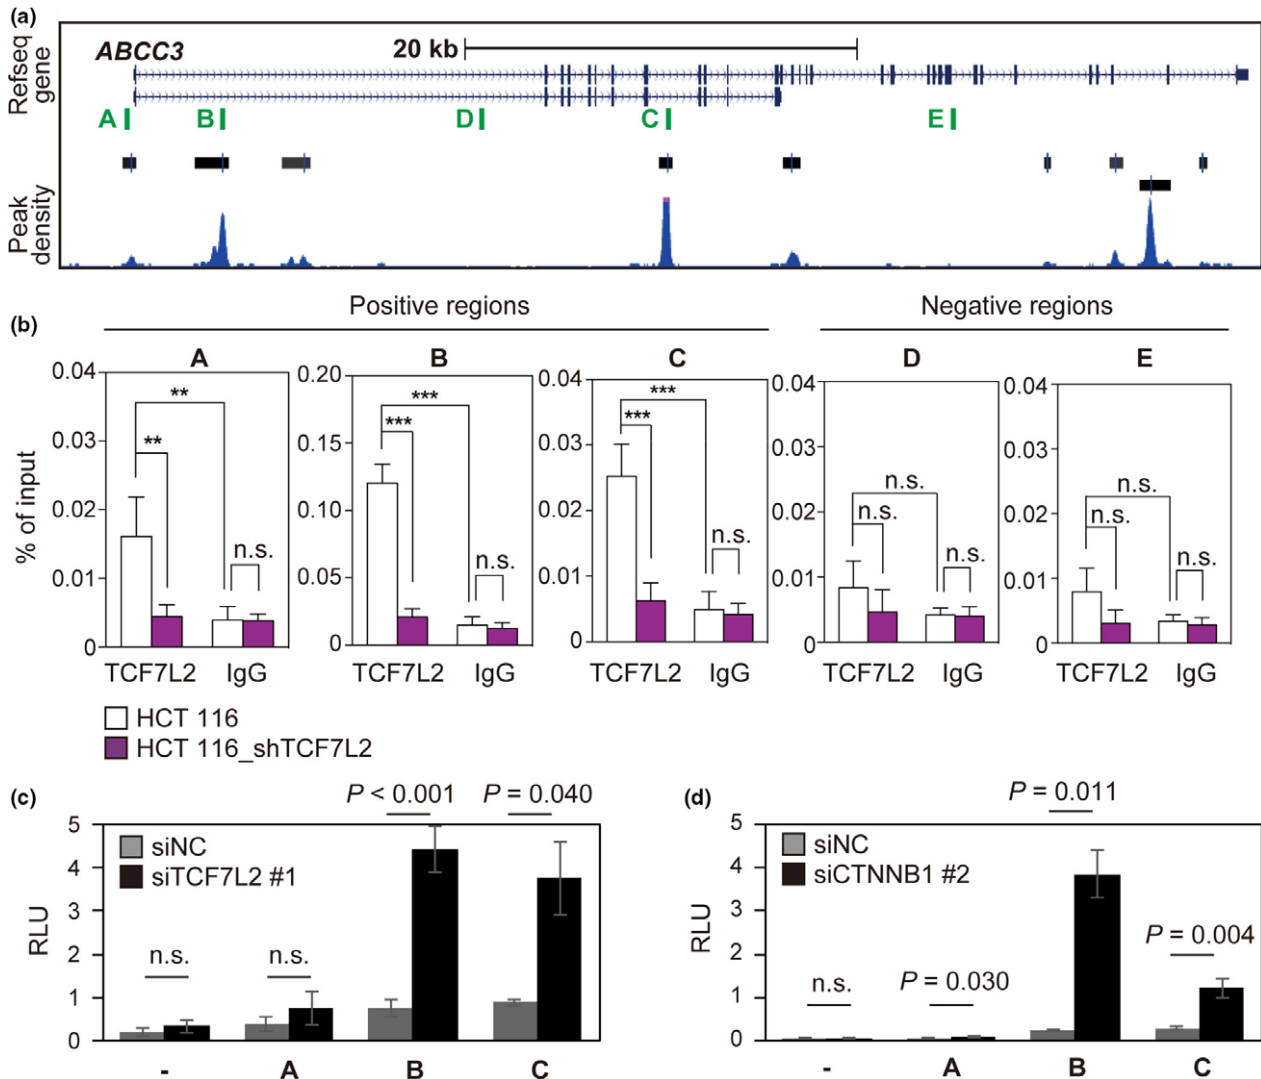 (a)
Refseq gene
ABCC3
20 kb
A
B
D
C
E
Peak density
(b)
Positive regions
Negative regions
A
B
C
D
E
% of input
0.04
0.03
0.02
0.01
0
0.20
0.15
0.10
0.05
0
0.04
0.03
0.02
0.01
0
0.04
0.03
0.02
0.01
0
0.04
0.03
0.02
0.01
0
**
**
n.s.
***
***
n.s.
***
***
n.s.
n.s.
n.s.
n.s.
n.s.
n.s.
n.s.
TCF7L2 IgG
TCF7L2 IgG
TCF7L2 IgG
TCF7L2 IgG
TCF7L2 IgG
HCT 116
HCT 116_shTCF7L2
(c)
P < 0.001
P = 0.040
siNC
siTCF7L2 #1
n.s.
n.s.
RLU
5
4
3
2
1
0
- A B C
(d)
P = 0.011
siNC
siCTNNB1 #2
P = 0.004
n.s.
P = 0.030
RLU
5
4
3
2
1
0
- A B C